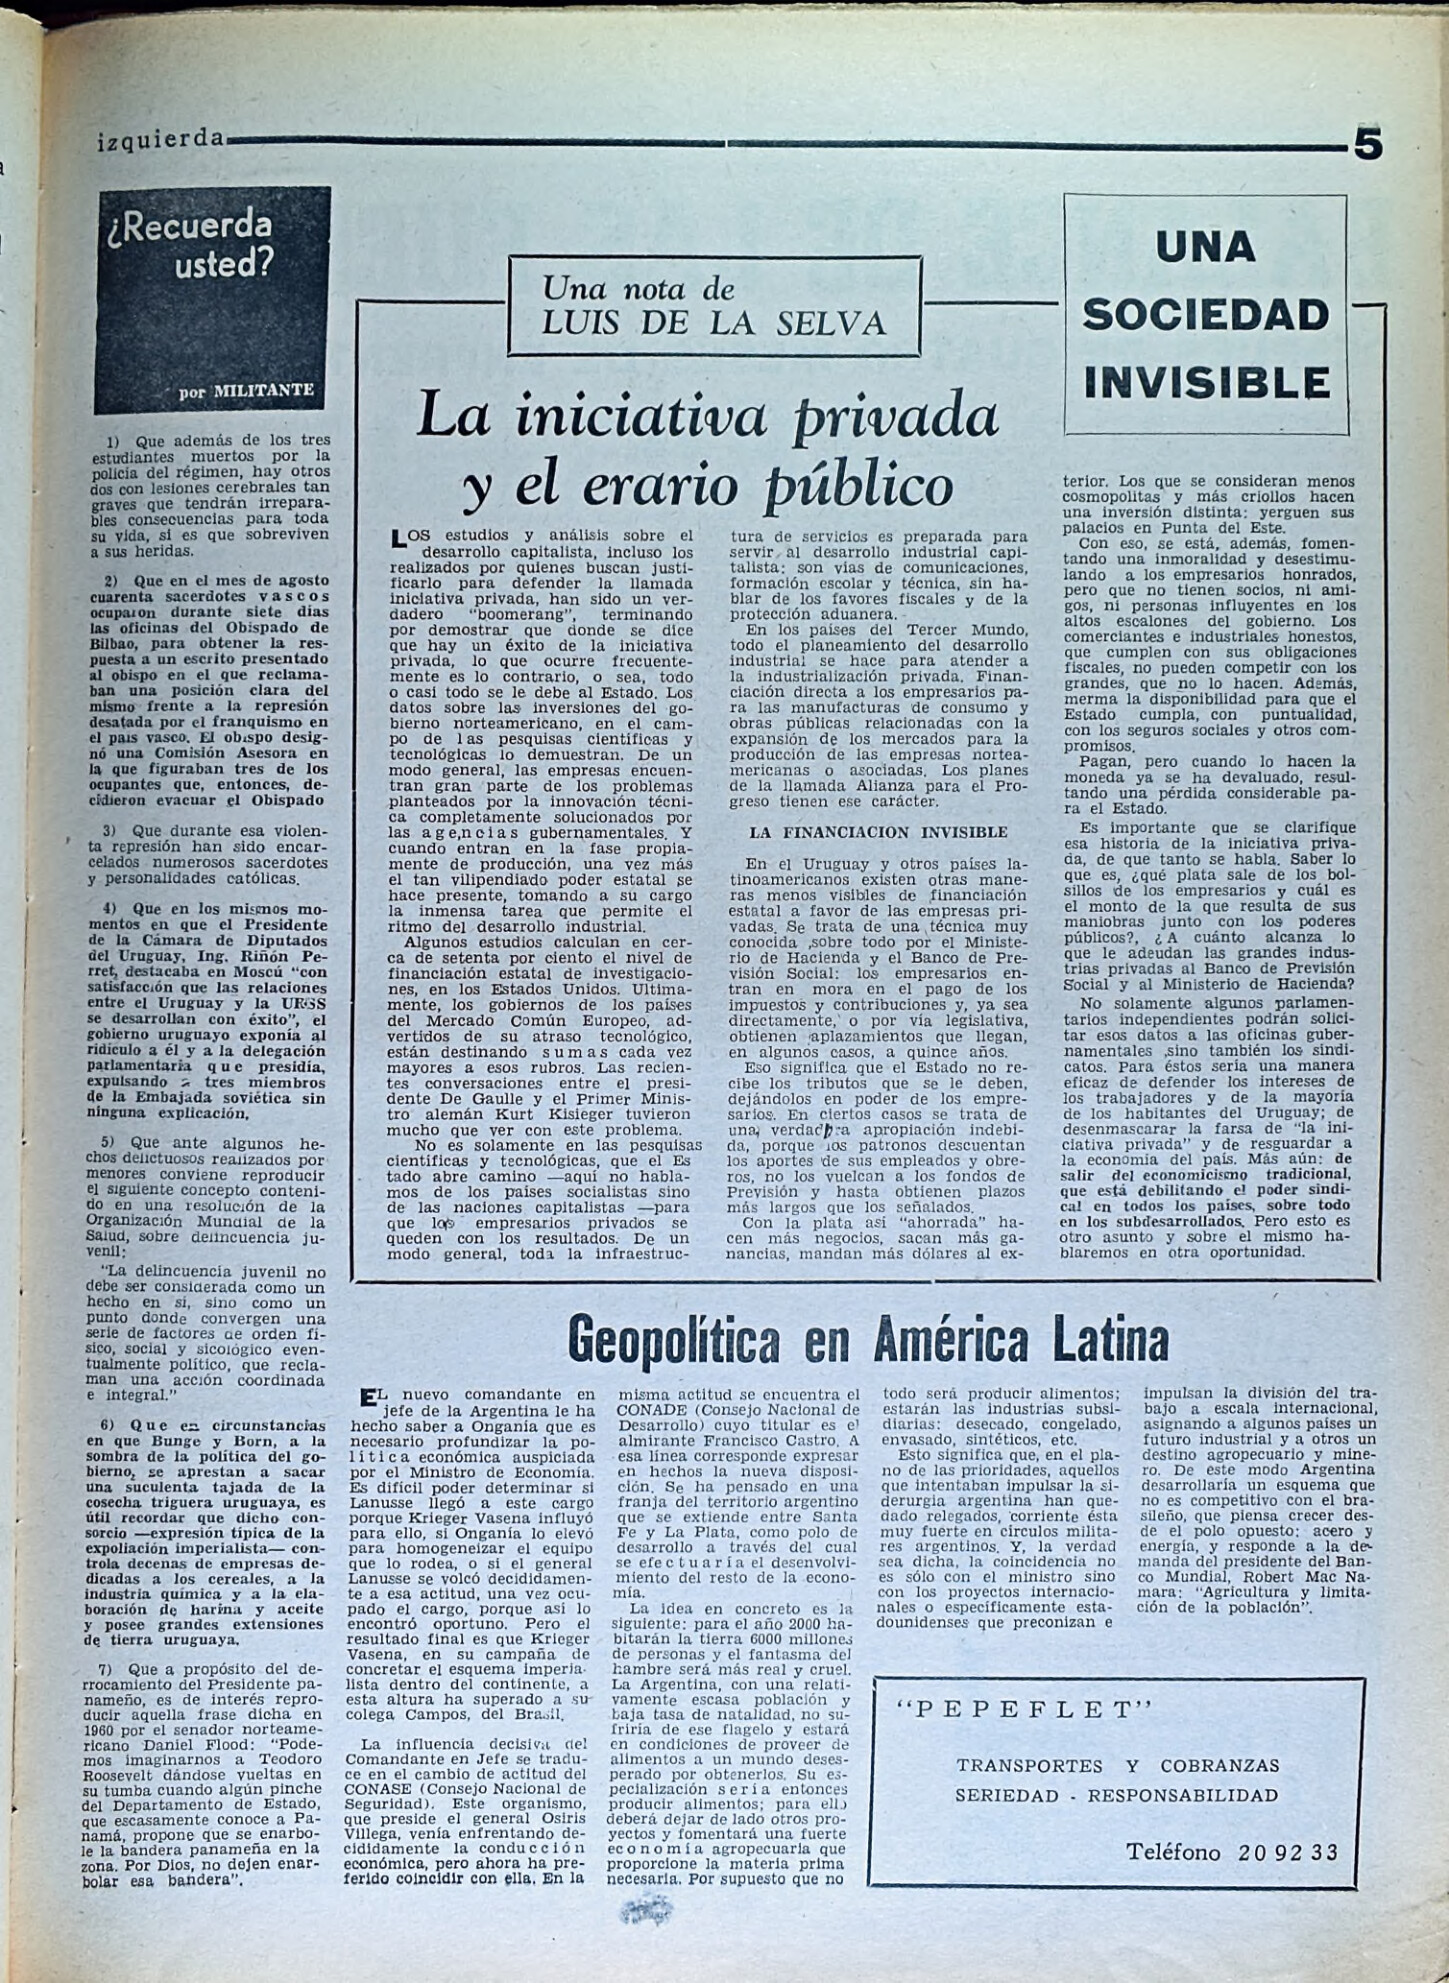 izquierda
5
¿Recuerda
usted?
por MILITANTE
1) Que además de los tres
estudiantes muertos por la
policía del régimen, hay otros
dos con lesiones cerebrales tan
graves que tendrán irrepara-
bles consecuencias para toda
su vida, si es que sobreviven
a sus heridas.
2) Que en el mes de agosto
cuarenta sacerdotes vascos
ocuparon durante siete días
las oficinas del Obispado de
Bilbao, para obtener la res-
puesta a un escrito presentado
al obispo en el que reclama-
ban una posición clara del
mismo frente a la represión
desatada por el franquismo en
el país vasco. El obispo desig-
nó una Comisión Asesora en
la que figuraban tres de los
ocupantes que, entonces, de-
cidieron evacuar el Obispado
3) Que durante esa violen-
ta represión han sido encar-
celados numerosos sacerdotes
y personalidades católicas.
4) Que en los mismos mo-
mentos en que el Presidente
de la Cámara de Diputados
del Uruguay, Ing. Riñón Pe-
rret, destacaba en Moscú "con
satisfacción que las relaciones
entre el Uruguay y la URSS
se desarrollan con éxito", el
gobierno uruguayo exponía al
ridículo a él y a la delegación
parlamentaria que presidía,
expulsando a tres miembros
de la Embajada soviética sin
ninguna explicación,
5) Que ante algunos he-
chos delictuosos realizados por
menores conviene reproducir
el siguiente concepto conteni-
do en una resolución de la
Organización Mundial de la
Salud, sobre delincuencia ju-
venil:
"La delincuencia juvenil no
debe ser considerada como un
hecho en sí, sino como un
punto donde convergen una
serie de factores de orden fí-
sico, social y sicológico even-
tualmente político, que recla-
man una acción coordinada
e integral."
6) Que en circunstancias
en que Bunge y Born, a la
sombra de la política del go-
bierno, se aprestan a sacar
una suculenta tajada de la
cosecha triguera uruguaya, es
útil recordar que dicho con-
sorcio —expresión típica de la
expoliación imperialista— con-
trola decenas de empresas de-
dicadas a los cereales, a la
industria química y a la ela-
boración de harina y aceite
y posee grandes extensiones
de tierra uruguaya.
7) Que a propósito del de-
rrocamiento del Presidente pa-
nameño, es de interés repro-
ducir aquella frase dicha en
1960 por el senador norteame-
ricano Daniel Flood: "Pode-
mos imaginarnos a Teodoro
Roosevelt dándose vueltas en
su tumba cuando algún pinche
del Departamento de Estado,
que escasamente conoce a Pa-
namá, propone que se enarbo-
le la bandera panameña en la
zona. Por Dios, no dejen enar-
bolar esa bandera".
Una nota de
LUIS DE LA SELVA
UNA
SOCIEDAD
INVISIBLE
La iniciativa privada
y el erario público
LOS estudios y análisis sobre el
desarrollo capitalista, incluso los
realizados por quienes buscan justi-
ficarlo para defender la llamada
iniciativa privada, han sido un ver-
dadero "boomerang", terminando
por demostrar que donde se dice
que hay un éxito de la iniciativa
privada, lo que ocurre frecuente-
mente es lo contrario, o sea, todo
o casi todo se le debe al Estado. Los
datos sobre las inversiones del go-
bierno norteamericano, en el cam-
po de las pesquisas científicas y
tecnológicas lo demuestran. De un
modo general, las empresas encuen-
tran gran parte de los problemas
planteados por la innovación técni-
ca completamente solucionados por
las agencias gubernamentales. Y
cuando entran en la fase propia-
mente de producción, una vez más
el tan vilipendiado poder estatal se
hace presente, tomando a su cargo
la inmensa tarea que permite el
ritmo del desarrollo industrial.
Algunos estudios calculan en cer-
ca de setenta por ciento el nivel de
financiación estatal de investigacio-
nes, en los Estados Unidos. Ultima-
mente, los gobiernos de los países
del Mercado Común Europeo, ad-
vertidos de su atraso tecnológico,
están destinando sumas cada vez
mayores a esos rubros. Las recien-
tes conversaciones entre el presi-
dente De Gaulle y el Primer Minis-
tro alemán Kurt Kisieger tuvieron
mucho que ver con este problema.
No es solamente en las pesquisas
científicas y tecnológicas, que el Es
tado abre camino —aquí no habla-
mos de los países socialistas sino
de las naciones capitalistas —para
que los empresarios privados se
queden con los resultados. De un
modo general, toda la infraestruc-
tura de servicios es preparada para
servir al desarrollo industrial capi-
talista: son vías de comunicaciones,
formación escolar y técnica, sin ha-
blar de los favores fiscales y de la
protección aduanera.
En los países del Tercer Mundo,
todo el planeamiento del desarrollo
industrial se hace para atender a
la industrialización privada. Finan-
ciación directa a los empresarios pa-
ra las manufacturas de consumo y
obras públicas relacionadas con la
expansión de los mercados para la
producción de las empresas nortea-
mericanas o asociadas. Los planes
de la llamada Alianza para el Pro-
greso tienen ese carácter.
LA FINANCIACION INVISIBLE
En el Uruguay y otros países la-
tinoamericanos existen otras mane-
ras menos visibles de financiación
estatal a favor de las empresas pri-
vadas. Se trata de una técnica muy
conocida ,sobre todo por el Ministe-
rio de Hacienda y el Banco de Pre-
visión Social: los empresarios en-
tran en mora en el pago de los
impuestos y contribuciones y, ya sea
directamente, o por vía legislativa,
obtienen aplazamientos que llegan,
en algunos casos, a quince años.
Eso significa que el Estado no re-
cibe los tributos que se le deben,
dejándolos en poder de los empre-
sarios. En ciertos casos se trata de
una verdadera apropiación indebi-
da, porque los patronos descuentan
los aportes de sus empleados y obre-
ros, no los vuelcan a los fondos de
Previsión y hasta obtienen plazos
más largos que los señalados.
Con la plata así "ahorrada" ha-
cen más negocios, sacan más ga-
nancias, mandan más dólares al ex-
terior. Los que se consideran menos
cosmopolitas y más criollos hacen
una inversión distinta: yerguen sus
palacios en Punta del Este.
Con eso, se está, además, fomen-
tando una inmoralidad y desestimu-
lando a los empresarios honrados,
pero que no tienen socios, ni ami-
gos, ni personas influyentes en los
altos escalones del gobierno. Los
comerciantes e industriales honestos,
que cumplen con sus obligaciones
fiscales, no pueden competir con los
grandes, que no lo hacen. Además,
merma la disponibilidad para que el
Estado cumpla, con puntualidad,
con los seguros sociales y otros com-
promisos.
Pagan, pero cuando lo hacen la
moneda ya se ha devaluado, resul-
tando una pérdida considerable pa-
ra el Estado.
Es importante que se clarifique
esa historia de la iniciativa priva-
da, de que tanto se habla. Saber lo
que es, ¿qué plata sale de los bol-
sillos de los empresarios y cuál es
el monto de la que resulta de sus
maniobras junto con los poderes
públicos?, ¿A cuánto alcanza lo
que le adeudan las grandes indus-
trias privadas al Banco de Previsión
Social y al Ministerio de Hacienda?
No solamente algunos parlamen-
tarios independientes podrán solici-
tar esos datos a las oficinas guber-
namentales ,sino también los sindi-
catos. Para éstos sería una manera
eficaz de defender los intereses de
los trabajadores y de la mayoría
de los habitantes del Uruguay; de
desenmascarar la farsa de "la ini-
ciativa privada" y de resguardar a
la economía del país. Más aún: de
salir del economicismo tradicional,
que está debilitando el poder sindi-
cal en todos los países, sobre todo
en los subdesarrollados. Pero esto es
otro asunto y sobre el mismo ha-
blaremos en otra oportunidad.
Geopolítica en América Latina
EL nuevo comandante en
jefe de la Argentina le ha
hecho saber a Onganía que es
necesario profundizar la po-
lítica económica auspiciada
por el Ministro de Economía.
Es difícil poder determinar si
Lanusse llegó a este cargo
porque Krieger Vasena influyó
para ello, si Onganía lo elevó
para homogeneizar el equipo
que lo rodea, o si el general
Lanusse se volcó decididamen-
te a esa actitud, una vez ocu-
pado el cargo, porque así lo
encontró oportuno. Pero el
resultado final es que Krieger
Vasena, en su campaña de
concretar el esquema imperia-
lista dentro del continente, a
esta altura ha superado a su
colega Campos, del Brasil.
La influencia decisiva del
Comandante en Jefe se tradu-
ce en el cambio de actitud del
CONASE (Consejo Nacional de
Seguridad). Este organismo,
que preside el general Osiris
Villega, venía enfrentando de-
cididamente la conducción
económica, pero ahora ha pre-
ferido coincidir con ella. En la
misma actitud se encuentra el
CONADE (Consejo Nacional de
Desarrollo) cuyo titular es el
almirante Francisco Castro. A
esa línea corresponde expresar
en hechos la nueva disposi-
ción. Se ha pensado en una
franja del territorio argentino
que se extiende entre Santa
Fe y La Plata, como polo de
desarrollo a través del cual
se efectuaría el desenvolvi-
miento del resto de la econo-
mía.
La idea en concreto es la
siguiente: para el año 2000 ha-
bitarán la tierra 6000 millones
de personas y el fantasma del
hambre será más real y cruel.
La Argentina, con una relati-
vamente escasa población y
baja tasa de natalidad, no su-
friría de ese flagelo y estará
en condiciones de proveer de
alimentos a un mundo deses-
perado por obtenerlos. Su es-
pecialización sería entonces
producir alimentos; para ello
deberá dejar de lado otros pro-
yectos y fomentará una fuerte
economía agropecuaria que
proporcione la materia prima
necesaria. Por supuesto que no
todo será producir alimentos;
estarán las industrias subsi-
diarias: desecado, congelado,
envasado, sintéticos, etc.
Esto significa que, en el pla-
no de las prioridades, aquellos
que intentaban impulsar la si-
derurgia argentina han que-
dado relegados, corriente ésta
muy fuerte en círculos milita-
res argentinos. Y, la verdad
sea dicha, la coincidencia no
es sólo con el ministro sino
con los proyectos internacio-
nales o específicamente esta-
dounidenses que preconizan e
impulsan la división del tra-
bajo a escala internacional,
asignando a algunos países un
futuro industrial y a otros un
destino agropecuario y mine-
ro. De este modo Argentina
desarrollaría un esquema que
no es competitivo con el bra-
sileño, que piensa crecer des-
de el polo opuesto: acero y
energía, y responde a la de-
manda del presidente del Ban-
co Mundial, Robert Mac Na-
mara: "Agricultura y limita-
ción de la población".
"PEPEFLET"
TRANSPORTES Y COBRANZAS
SERIEDAD - RESPONSABILIDAD
Teléfono 20 92 33